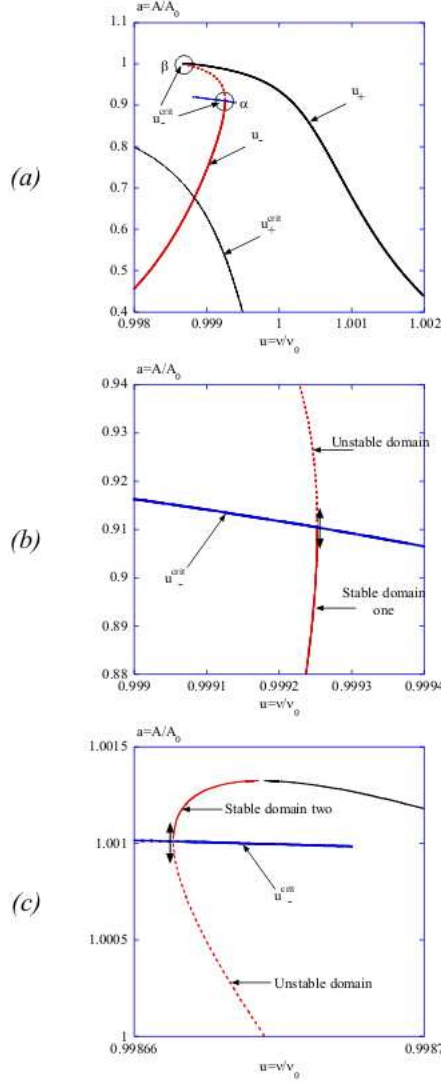 a=A/A₀
1.1
1
0.9
0.8
0.7
0.6
0.5
0.4
0.998
0.999
1
1.001
1.002
u=ν/ν₀
β
α
u₋ᶜʳⁱᵗ
u₊
u₋
u₊ᶜʳⁱᵗ
(a)
a=A/A₀
0.94
0.93
0.92
0.91
0.9
0.89
0.88
0.999
0.9991
0.9992
0.9993
0.9994
u=ν/ν₀
Unstable domain
u₋ᶜʳⁱᵗ
Stable domain
one
(b)
a=A/A₀
1.0015
1.001
1.0005
1
0.99866
0.9987
u=ν/ν₀
Stable domain two
u₋ᶜʳⁱᵗ
Unstable domain
(c)